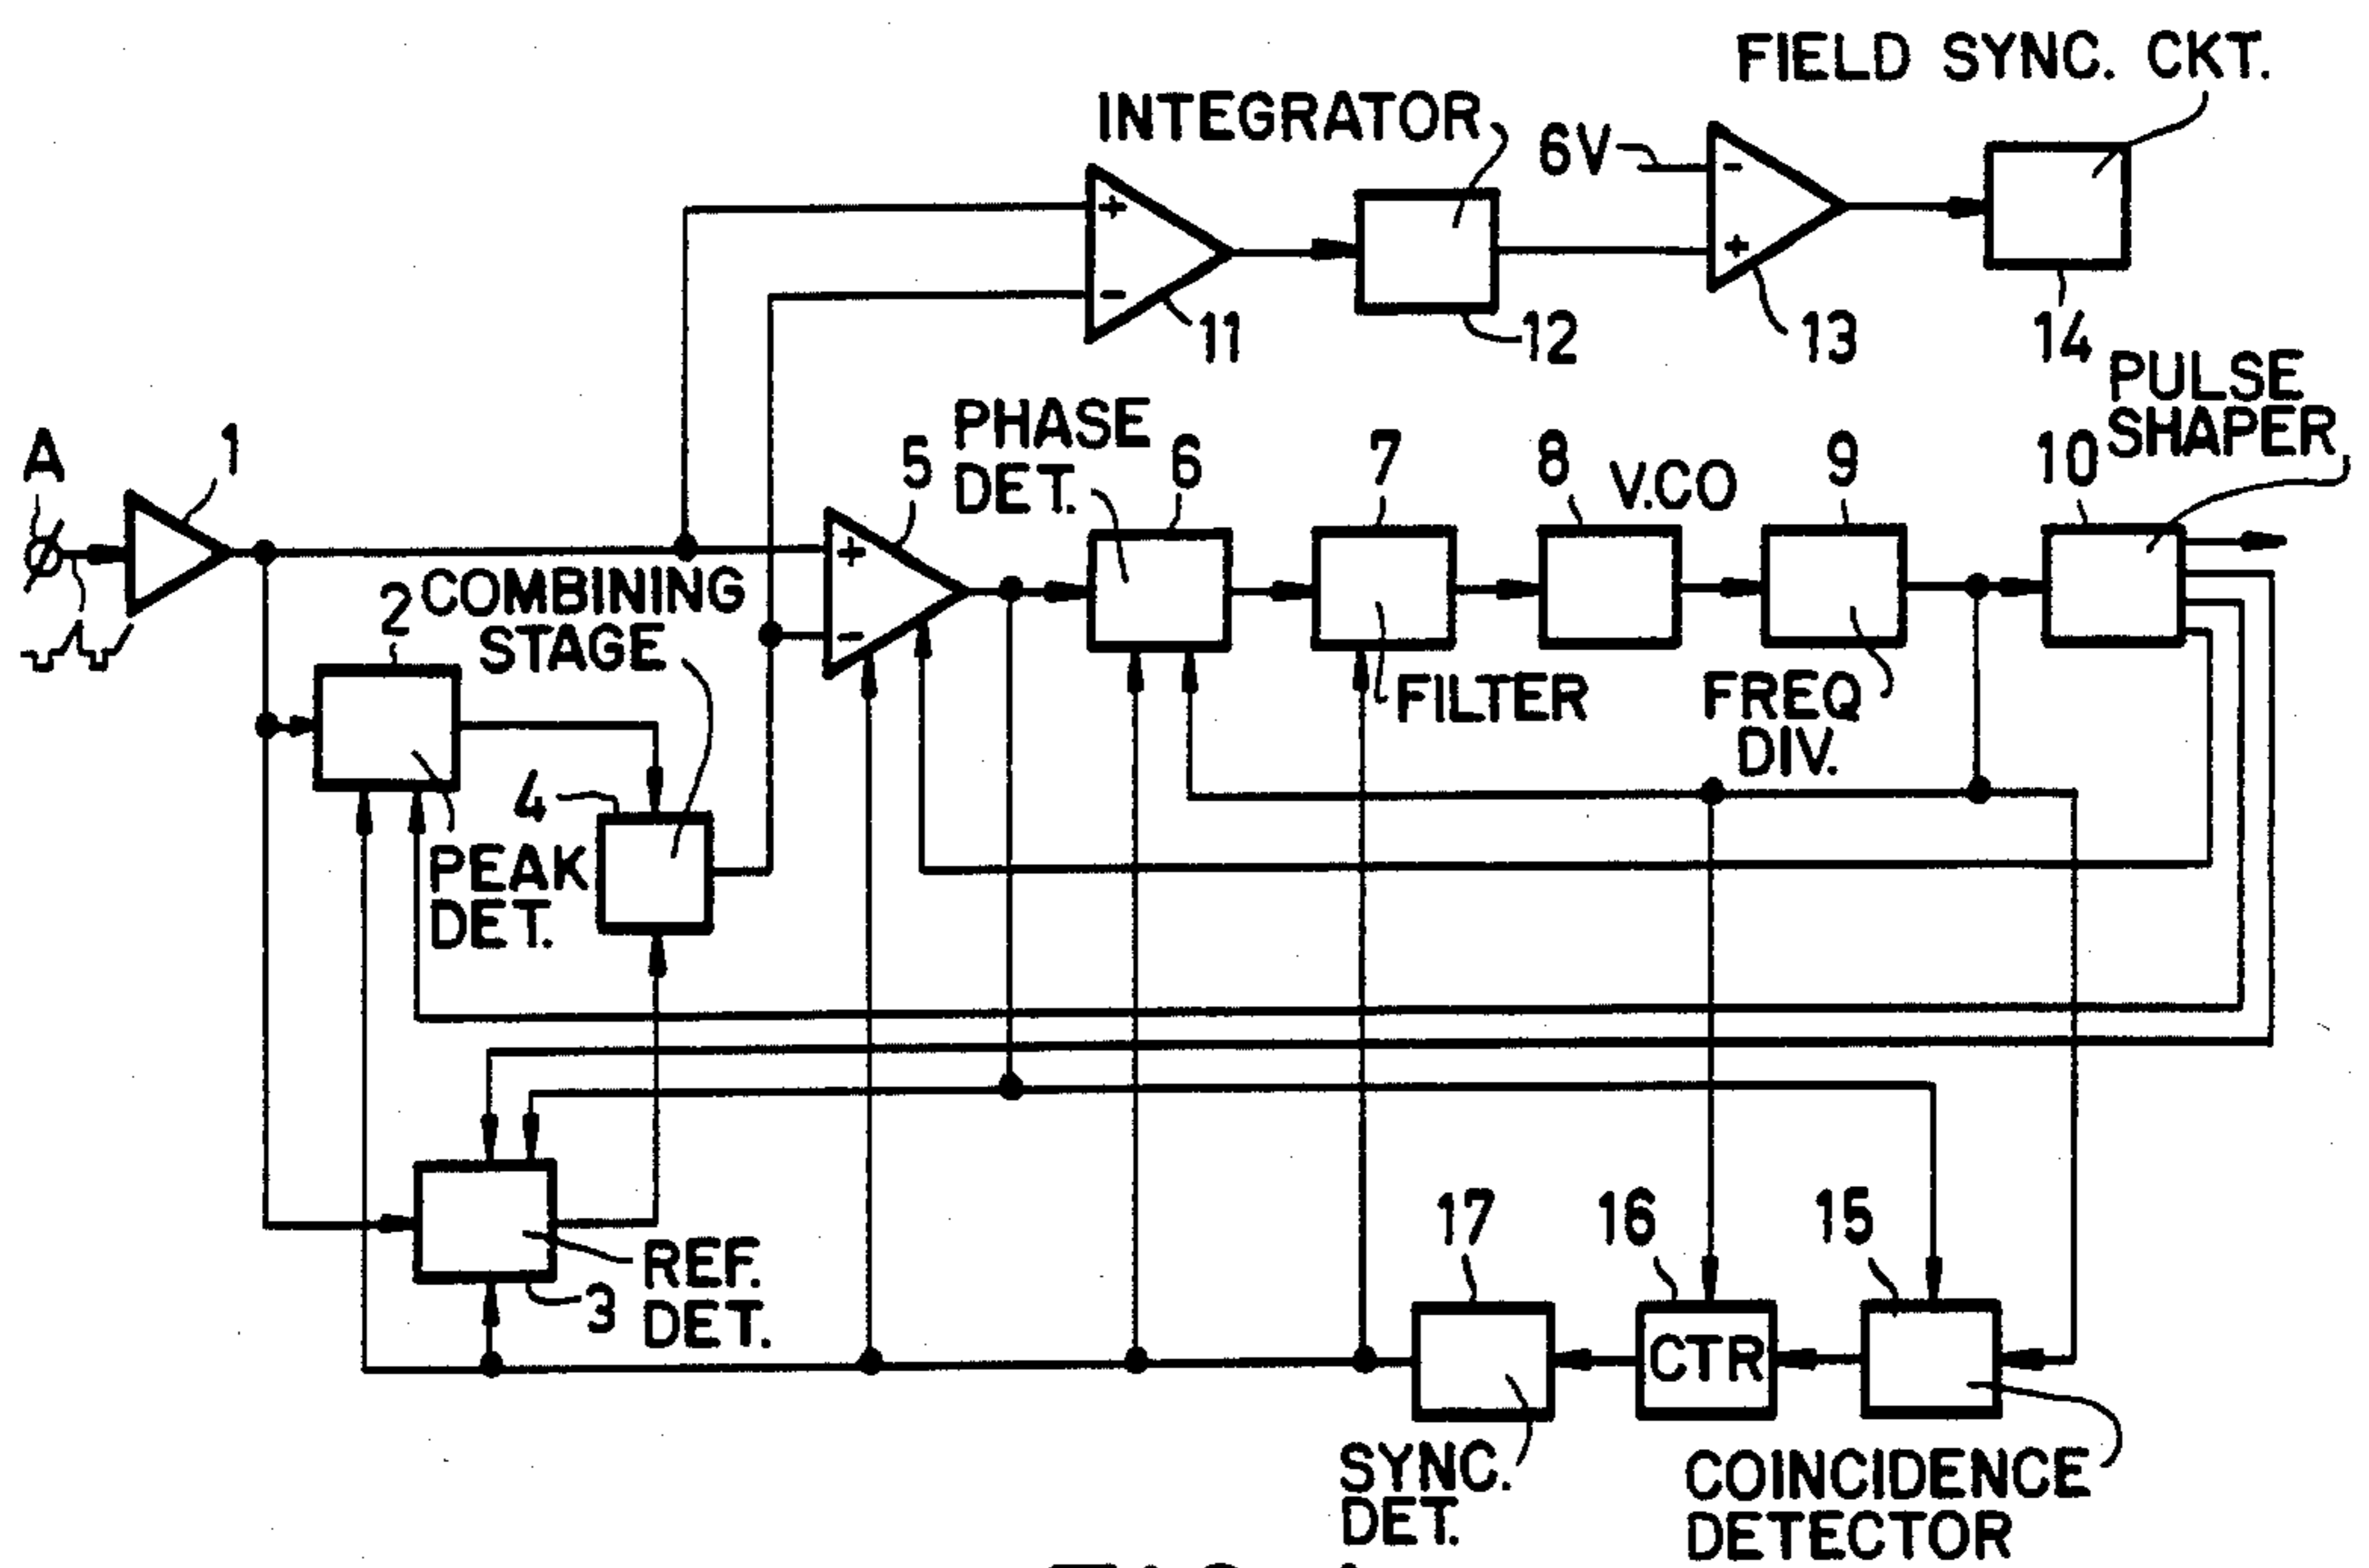 FIELD SYNC. CKT.
INTEGRATOR
6V
-
+
+
-
11
12
13
14
PULSE
SHAPER
A
1
5
PHASE
DET.
6
7
8
V.CO
9
10
+
-
2
COMBINING
STAGE
FILTER
FREQ
DIV.
4
PEAK
DET.
17
16
15
REF.
DET.
3
CTR
SYNC.
DET.
COINCIDENCE
DETECTOR